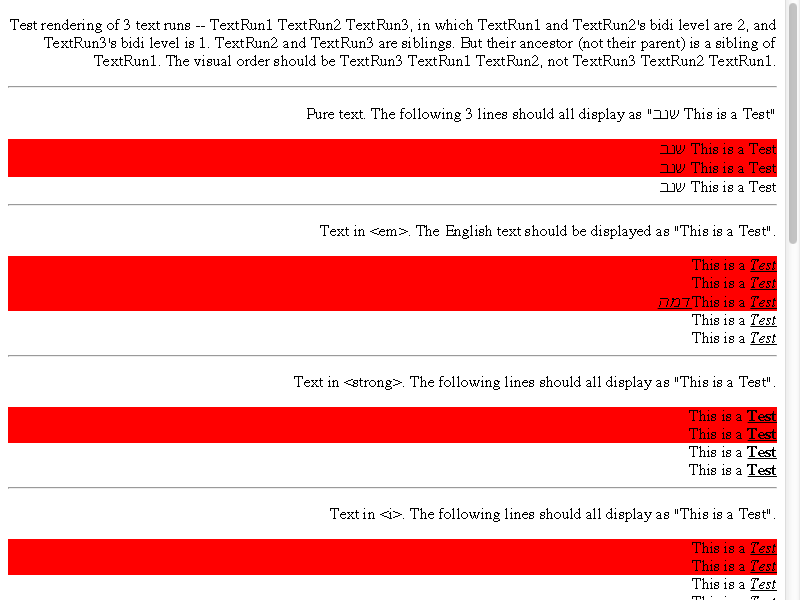 Test rendering of 3 text runs -- TextRun1 TextRun2 TextRun3, in which TextRun1 and TextRun2's bidi level are 2, and
TextRun3's bidi level is 1. TextRun2 and TextRun3 are siblings. But their ancestor (not their parent) is a sibling of
TextRun1. The visual order should be TextRun3 TextRun1 TextRun2, not TextRun3 TextRun2 TextRun1.
Pure text. The following 3 lines should all display as "שנב This is a Test"
שנב This is a Test
שנב This is a Test
שנב This is a Test
Text in <em>. The English text should be displayed as "This is a Test".
This is a Test
This is a Test
This is a Test
This is a Test
This is a Test
Text in <strong>. The following lines should all display as "This is a Test".
This is a Test
This is a Test
This is a Test
This is a Test
Text in <i>. The following lines should all display as "This is a Test".
This is a Test
This is a Test
This is a Test